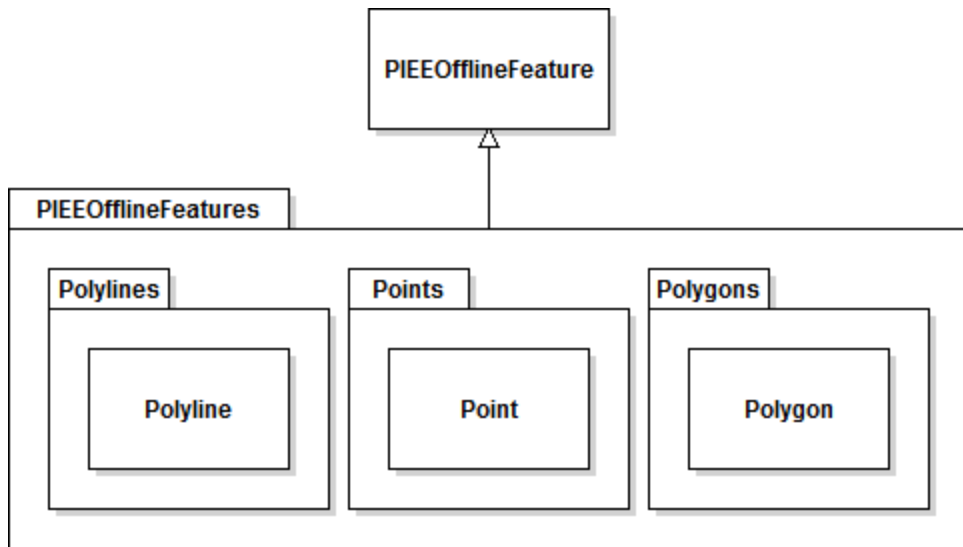 PIEEOfflineFeature
PIEEOfflineFeatures
Polylines
Points
Polygons
Polyline
Point
Polygon